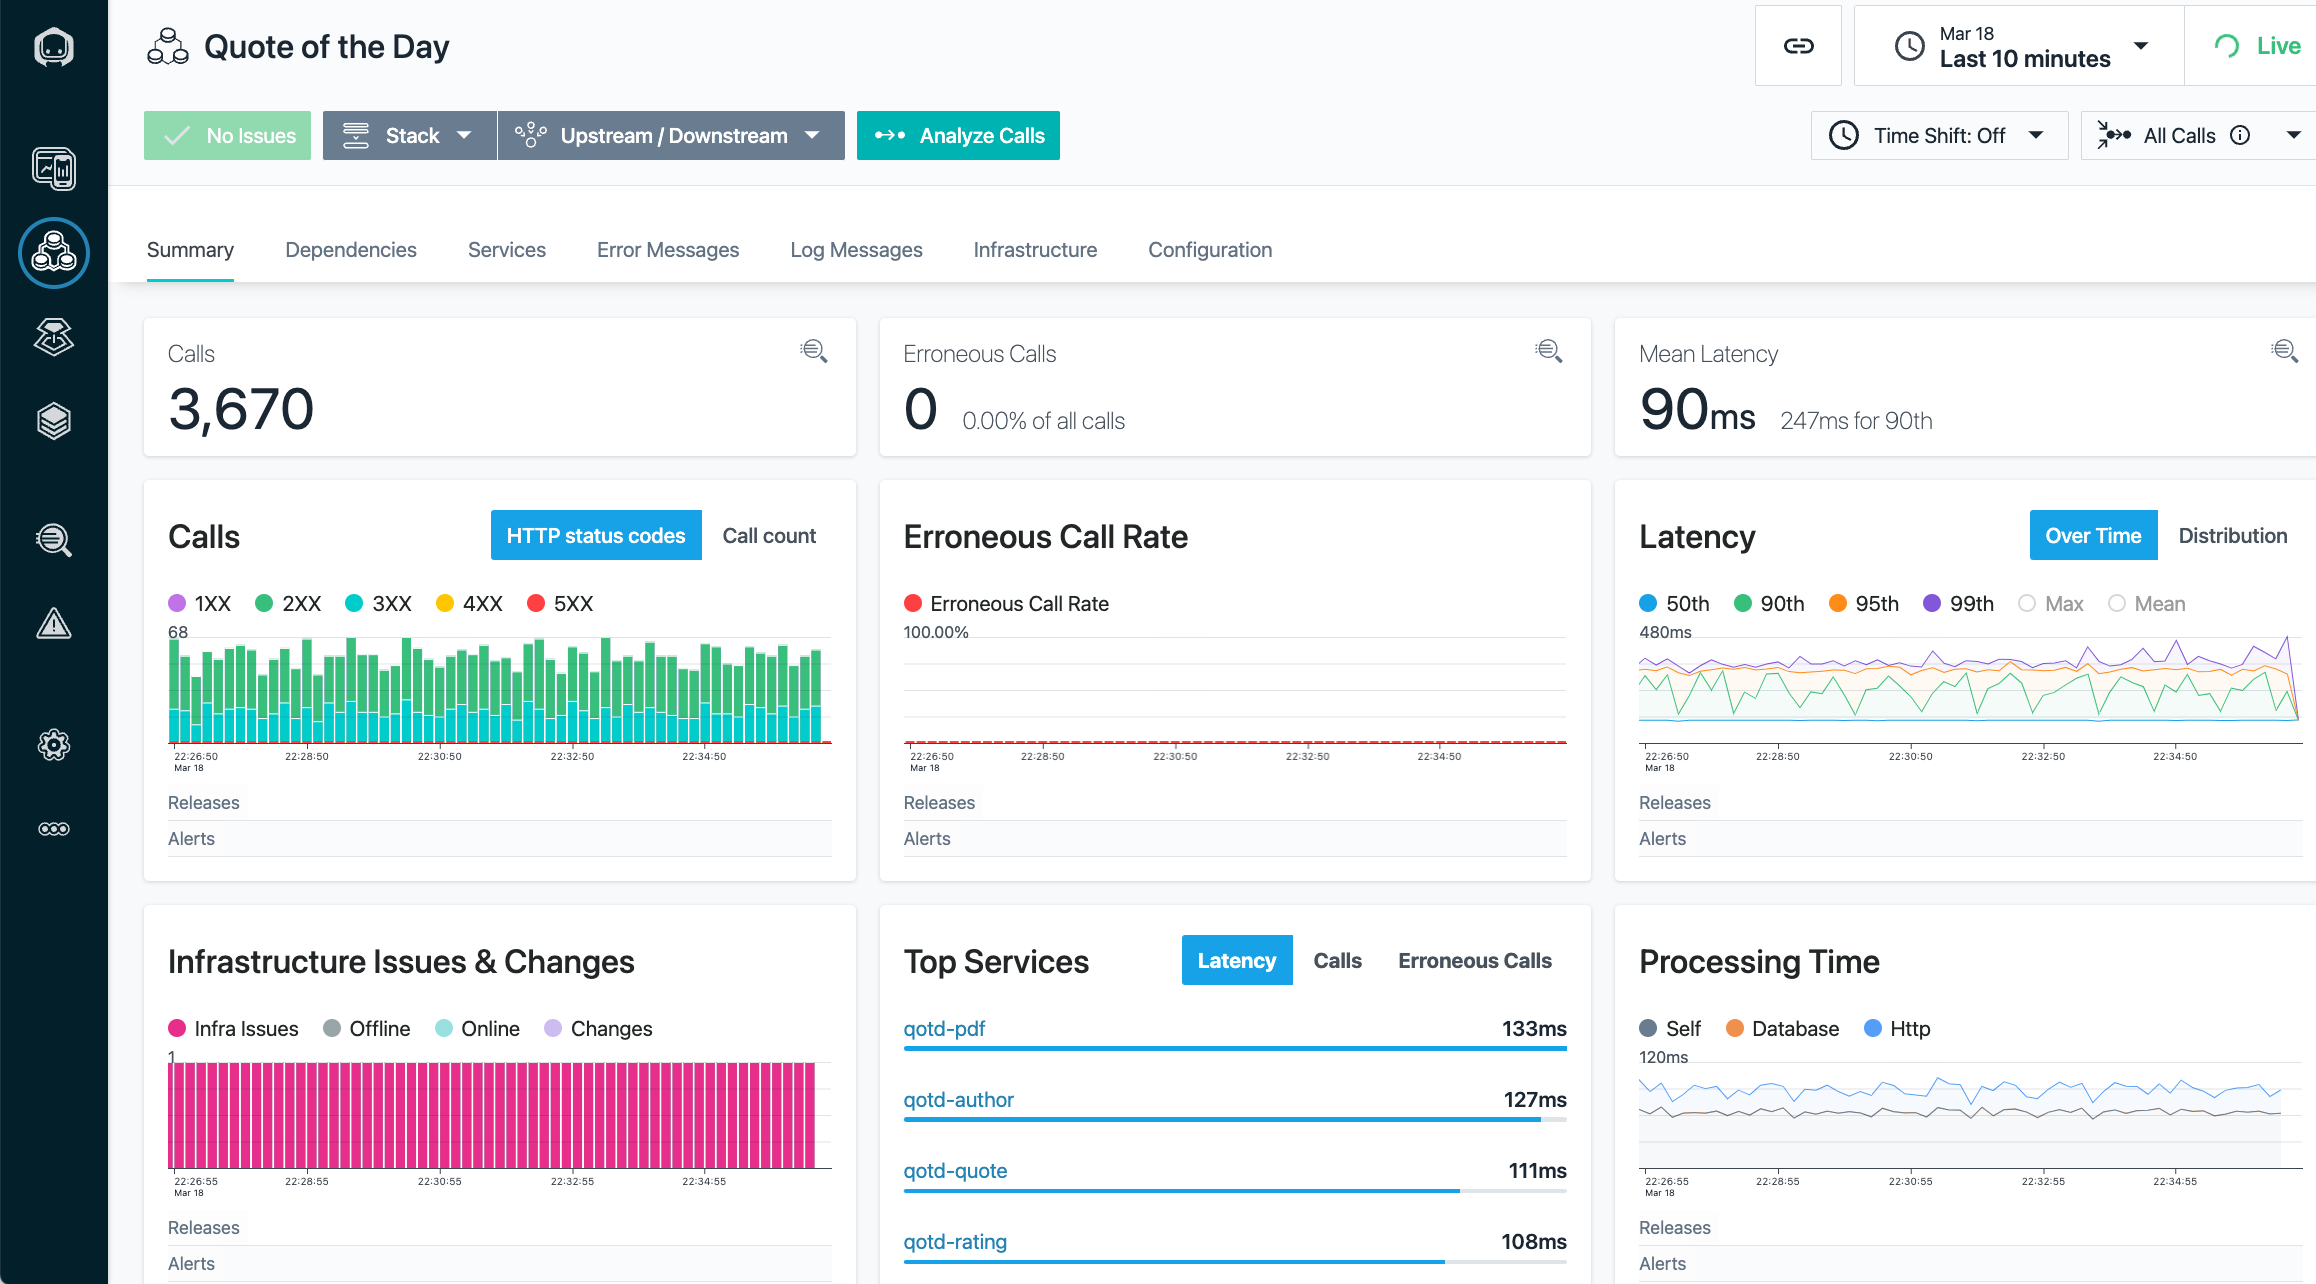 Quote of the Day
Mar 18
Last 10 minutes
Live
No Issues
Stack
Upstream / Downstream
Analyze Calls
Time Shift: Off
All Calls
Summary
Dependencies
Services
Error Messages
Log Messages
Infrastructure
Configuration
Calls
3,670
Erroneous Calls
0 0.00% of all calls
Mean Latency
90ms 247ms for 90th
Calls
HTTP status codes
Call count
1XX 2XX 3XX 4XX 5XX
68
22:26:50 22:28:50 22:30:50 22:32:50 22:34:50
Mar 18
Releases
Alerts
Erroneous Call Rate
Erroneous Call Rate
100.00%
22:26:50 22:28:50 22:30:50 22:32:50 22:34:50
Mar 18
Releases
Alerts
Latency
Over Time
Distribution
50th 90th 95th 99th Max Mean
480ms
22:26:50 22:28:50 22:30:50 22:32:50 22:34:50
Mar 18
Releases
Alerts
Infrastructure Issues & Changes
Infra Issues Offline Online Changes
1
22:26:55 22:28:55 22:30:55 22:32:55 22:34:55
Mar 18
Releases
Alerts
Top Services
Latency
Calls
Erroneous Calls
qotd-pdf 133ms
qotd-author 127ms
qotd-quote 111ms
qotd-rating 108ms
Processing Time
Self Database Http
120ms
22:26:55 22:28:55 22:30:55 22:32:55 22:34:55
Mar 18
Releases
Alerts